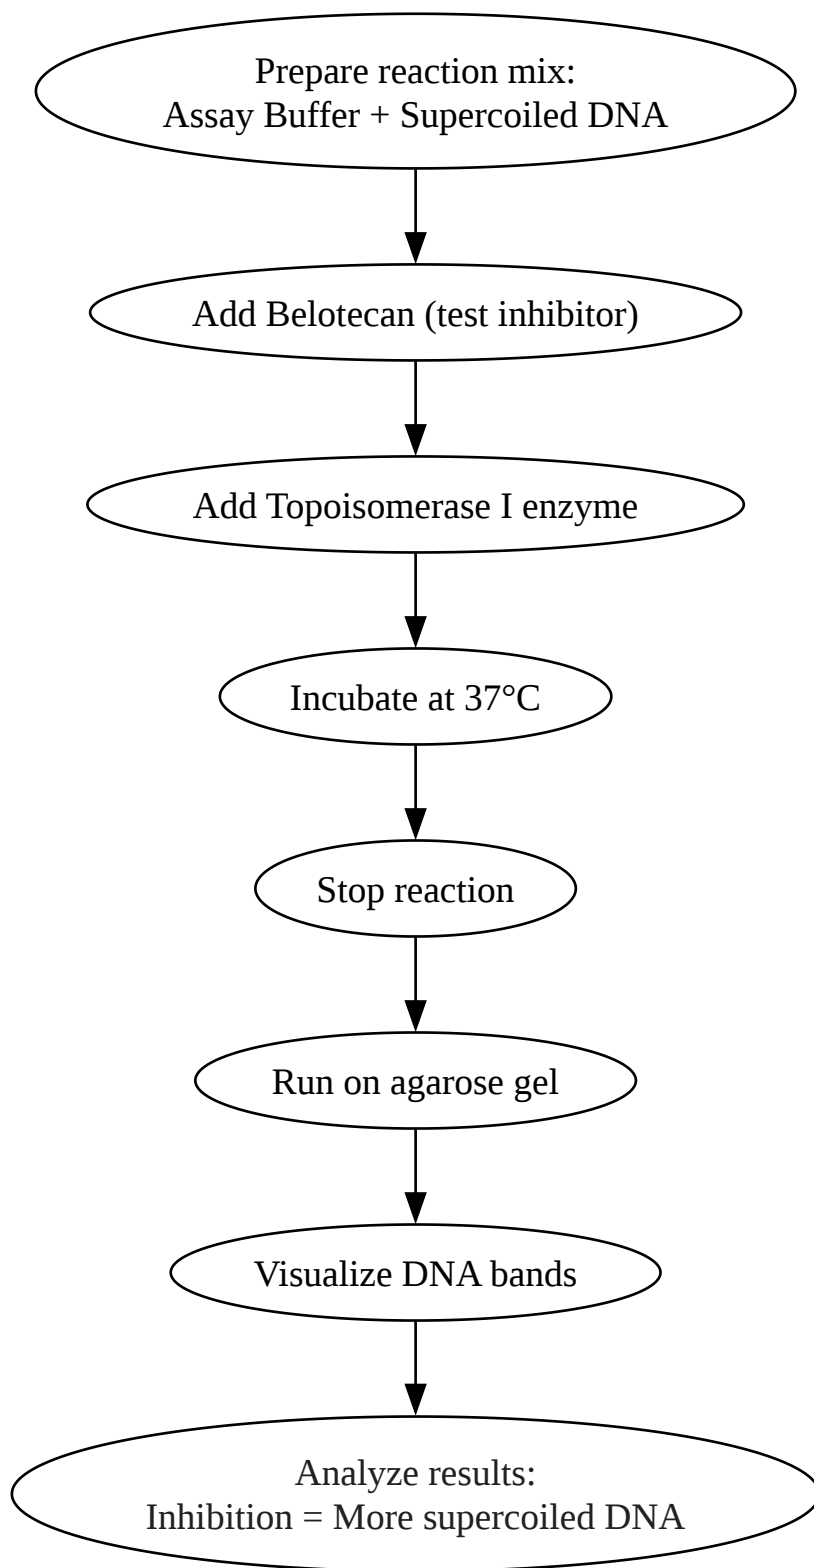 Prepare reaction mix:
Assay Buffer + Supercoiled DNA
Add Belotecan (test inhibitor)
Add Topoisomerase I enzyme
Incubate at 37°C
Stop reaction
Run on agarose gel
Visualize DNA bands
Analyze results:
Inhibition = More supercoiled DNA